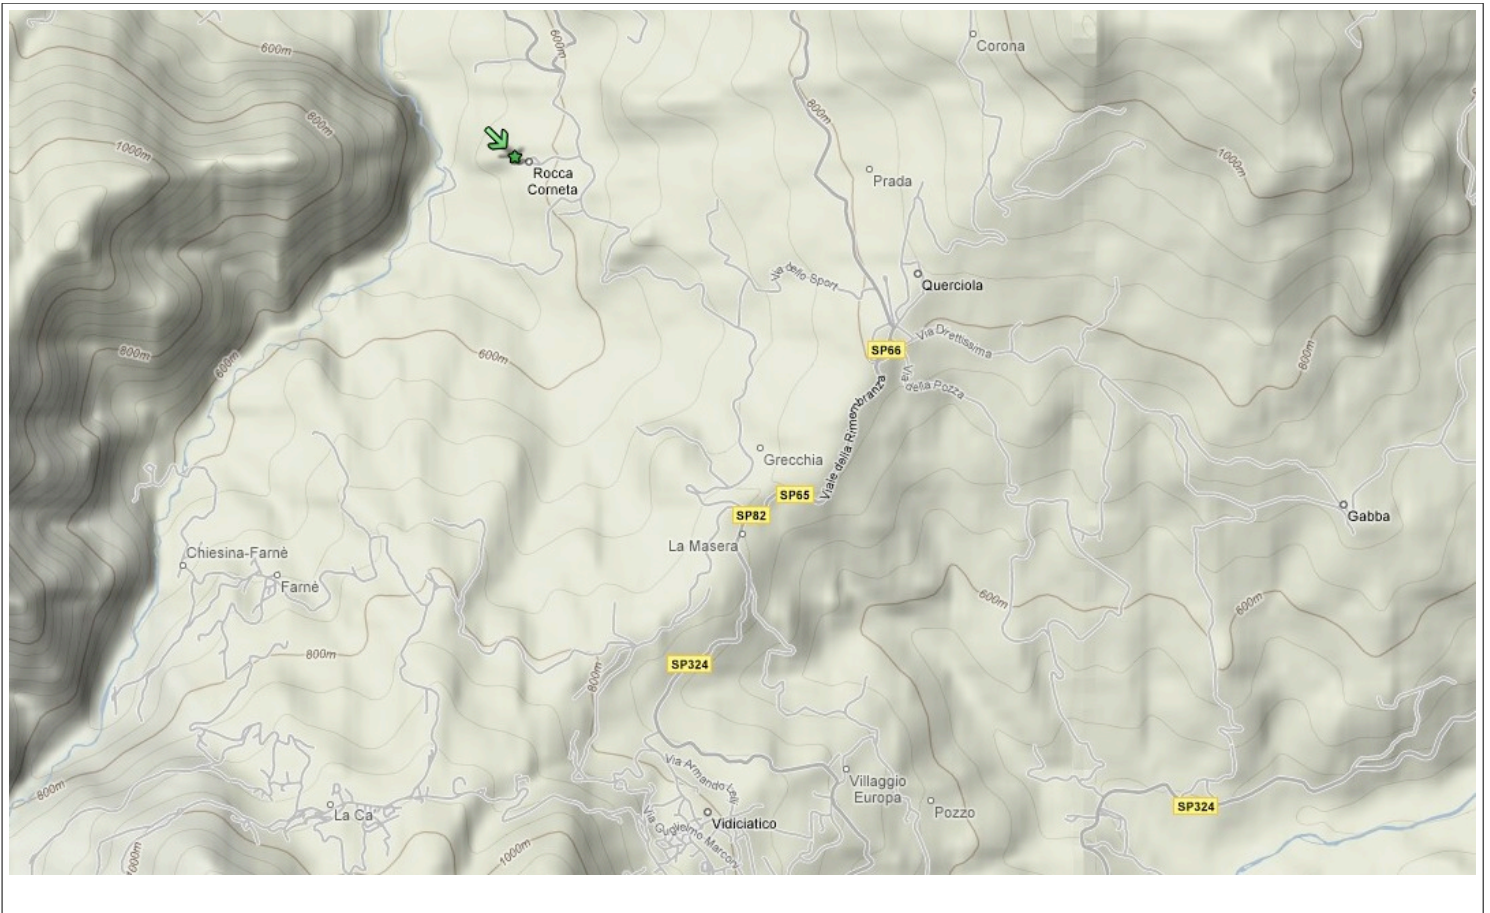 600m
600m
Corona
800m
800m
1000m
1000m
Rocca
Corneta
Prada
Via dello Sport
Querciola
Via Direttissima
SP66
800m
600m
600m
800m
Via della Pozza
Viale della Rimembranza
Grecchia
SP65
SP82
Gabba
La Masera
Chiesina-Farnè
Farnè
600m
600m
800m
SP324
800m
Via Armando Lelli
Villaggio
Europa
800m
La Ca'
Pozzo
SP324
Vidiciatico
Via Guglielmo Marconi
1000m
1000m